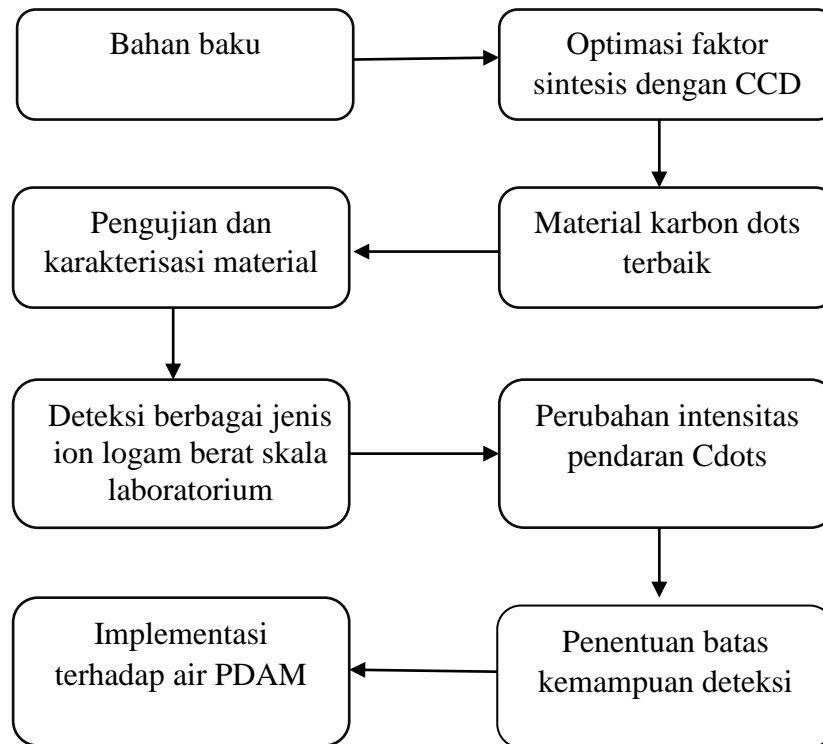 Bahan baku
Optimasi faktor
sintesis dengan CCD
Material karbon dots
terbaik
Pengujian dan
karakterisasi material
Deteksi berbagai jenis
ion logam berat skala
laboratorium
Perubahan intensitas
pendaran Cdots
Penentuan batas
kemampuan deteksi
Implementasi
terhadap air PDAM